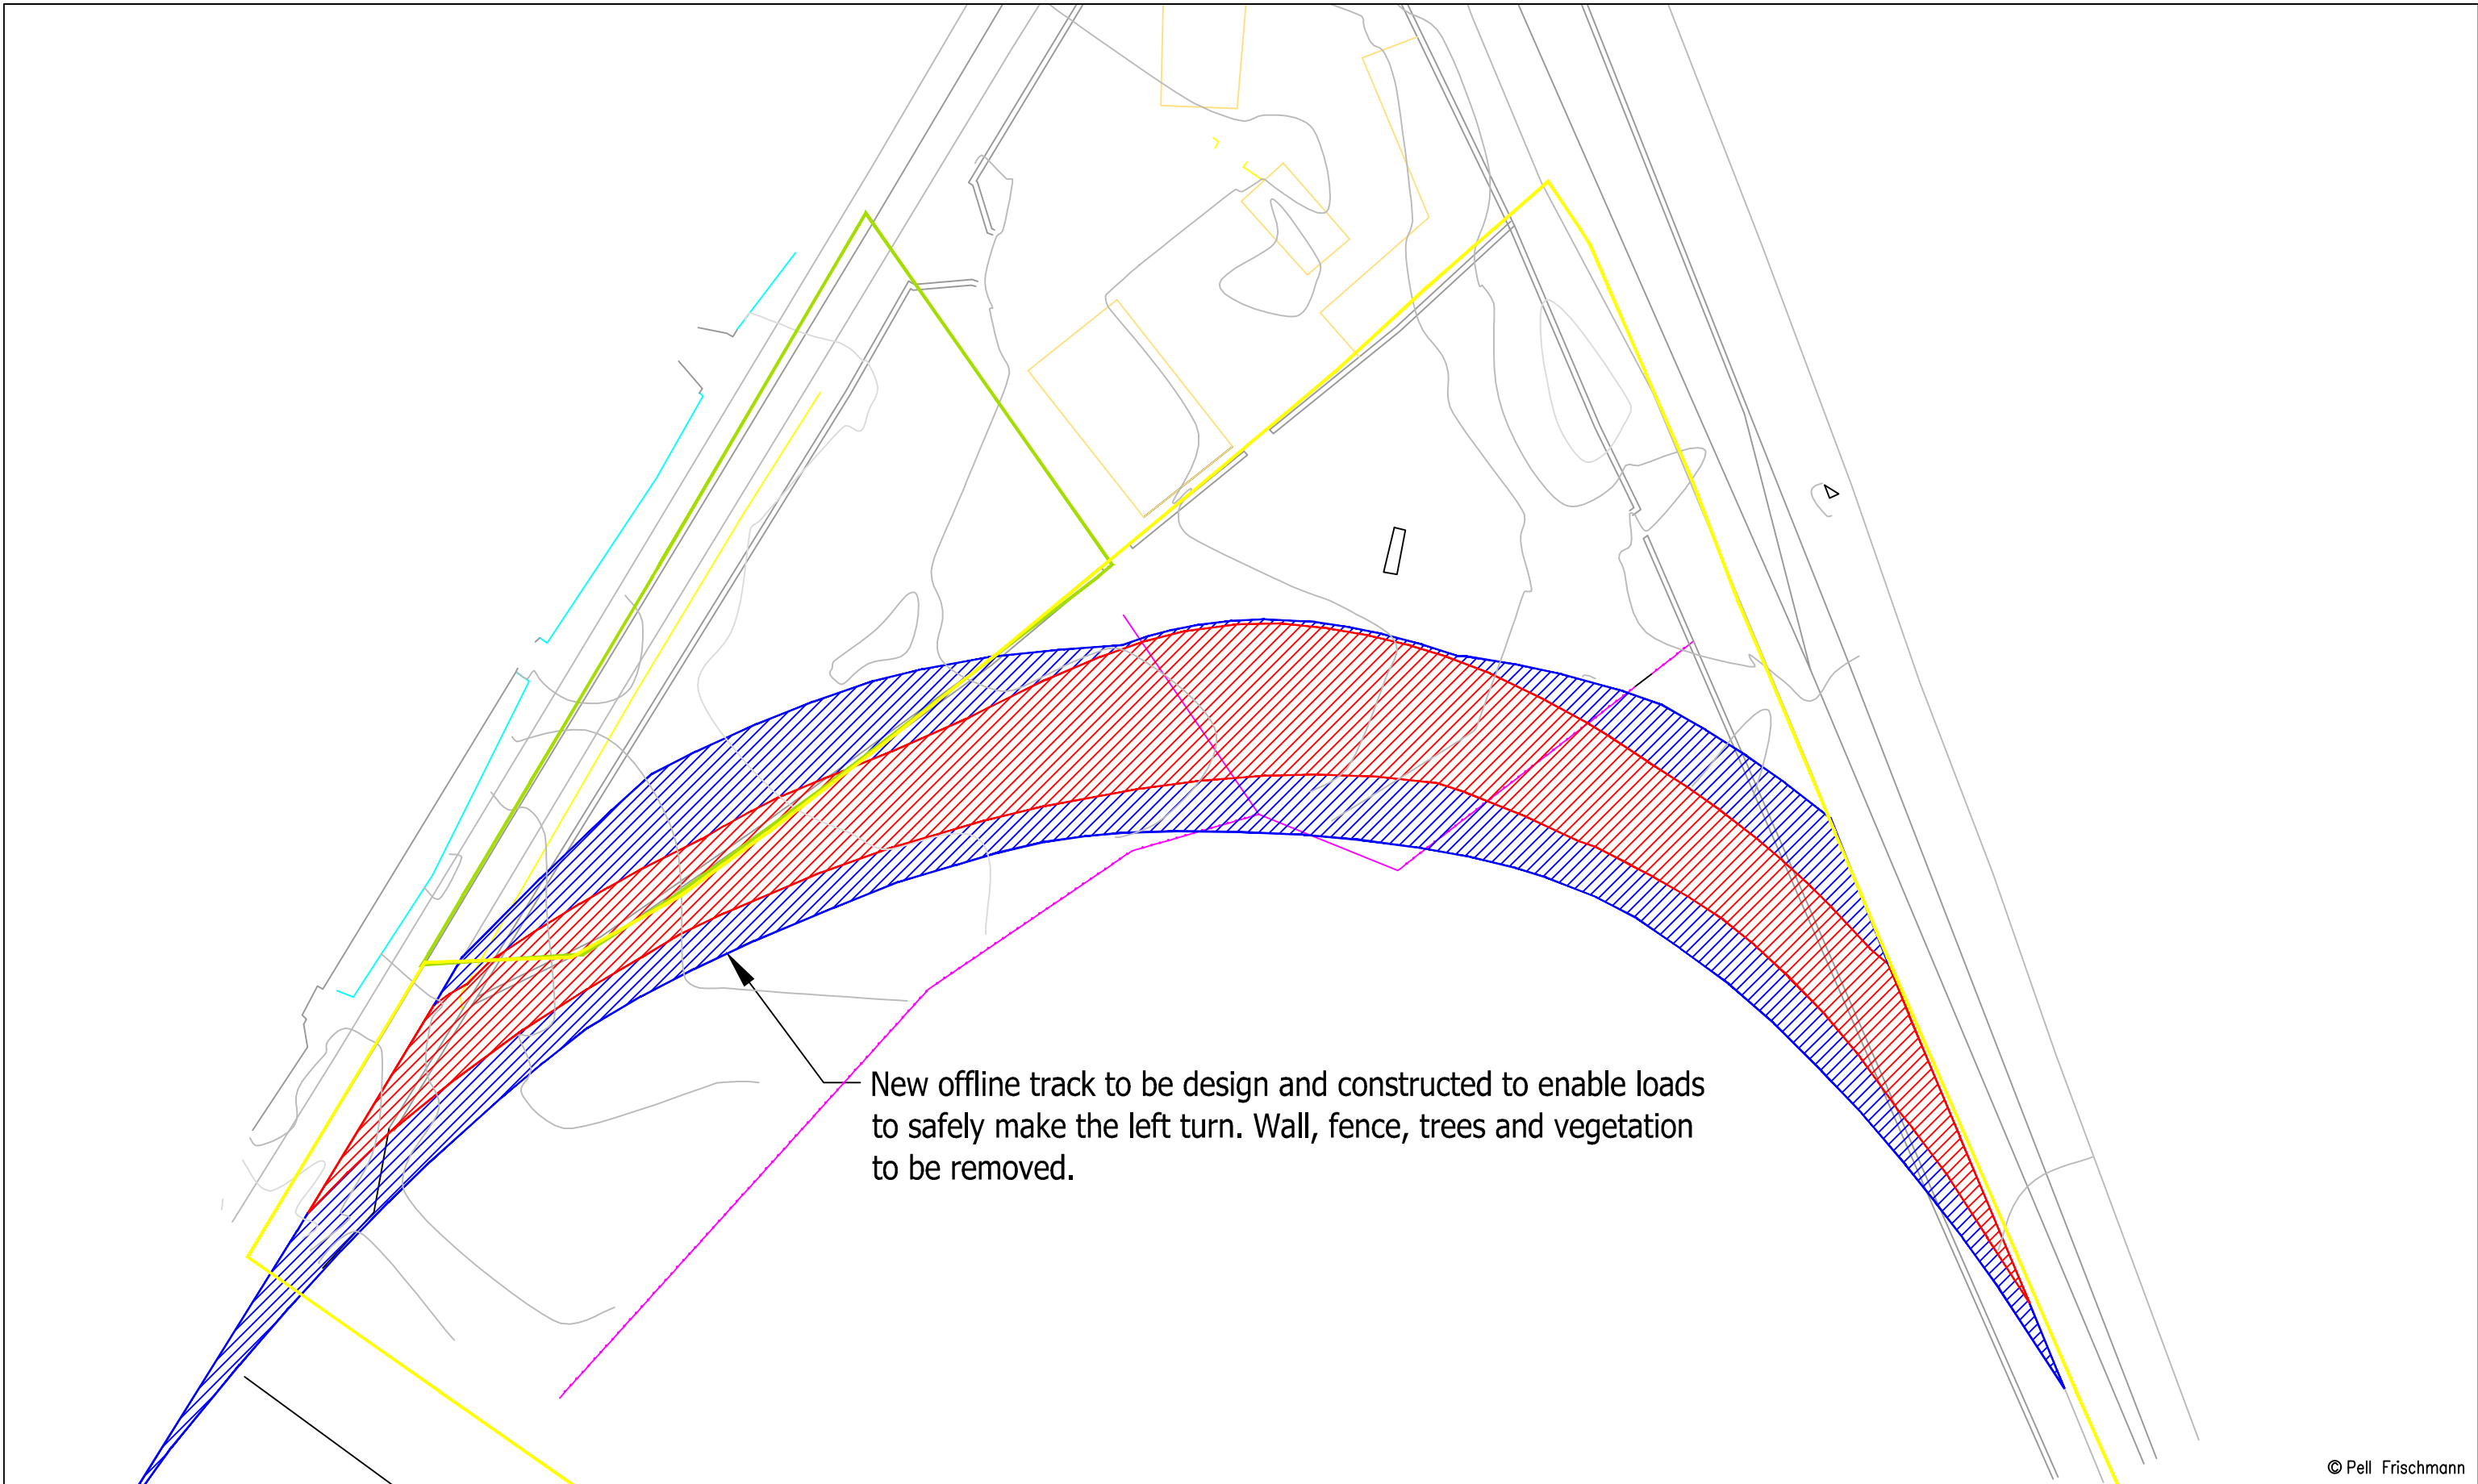 New offline track to be design and constructed to enable loads
to safely make the left turn. Wall, fence, trees and vegetation
to be removed.
© Pell Frischmann